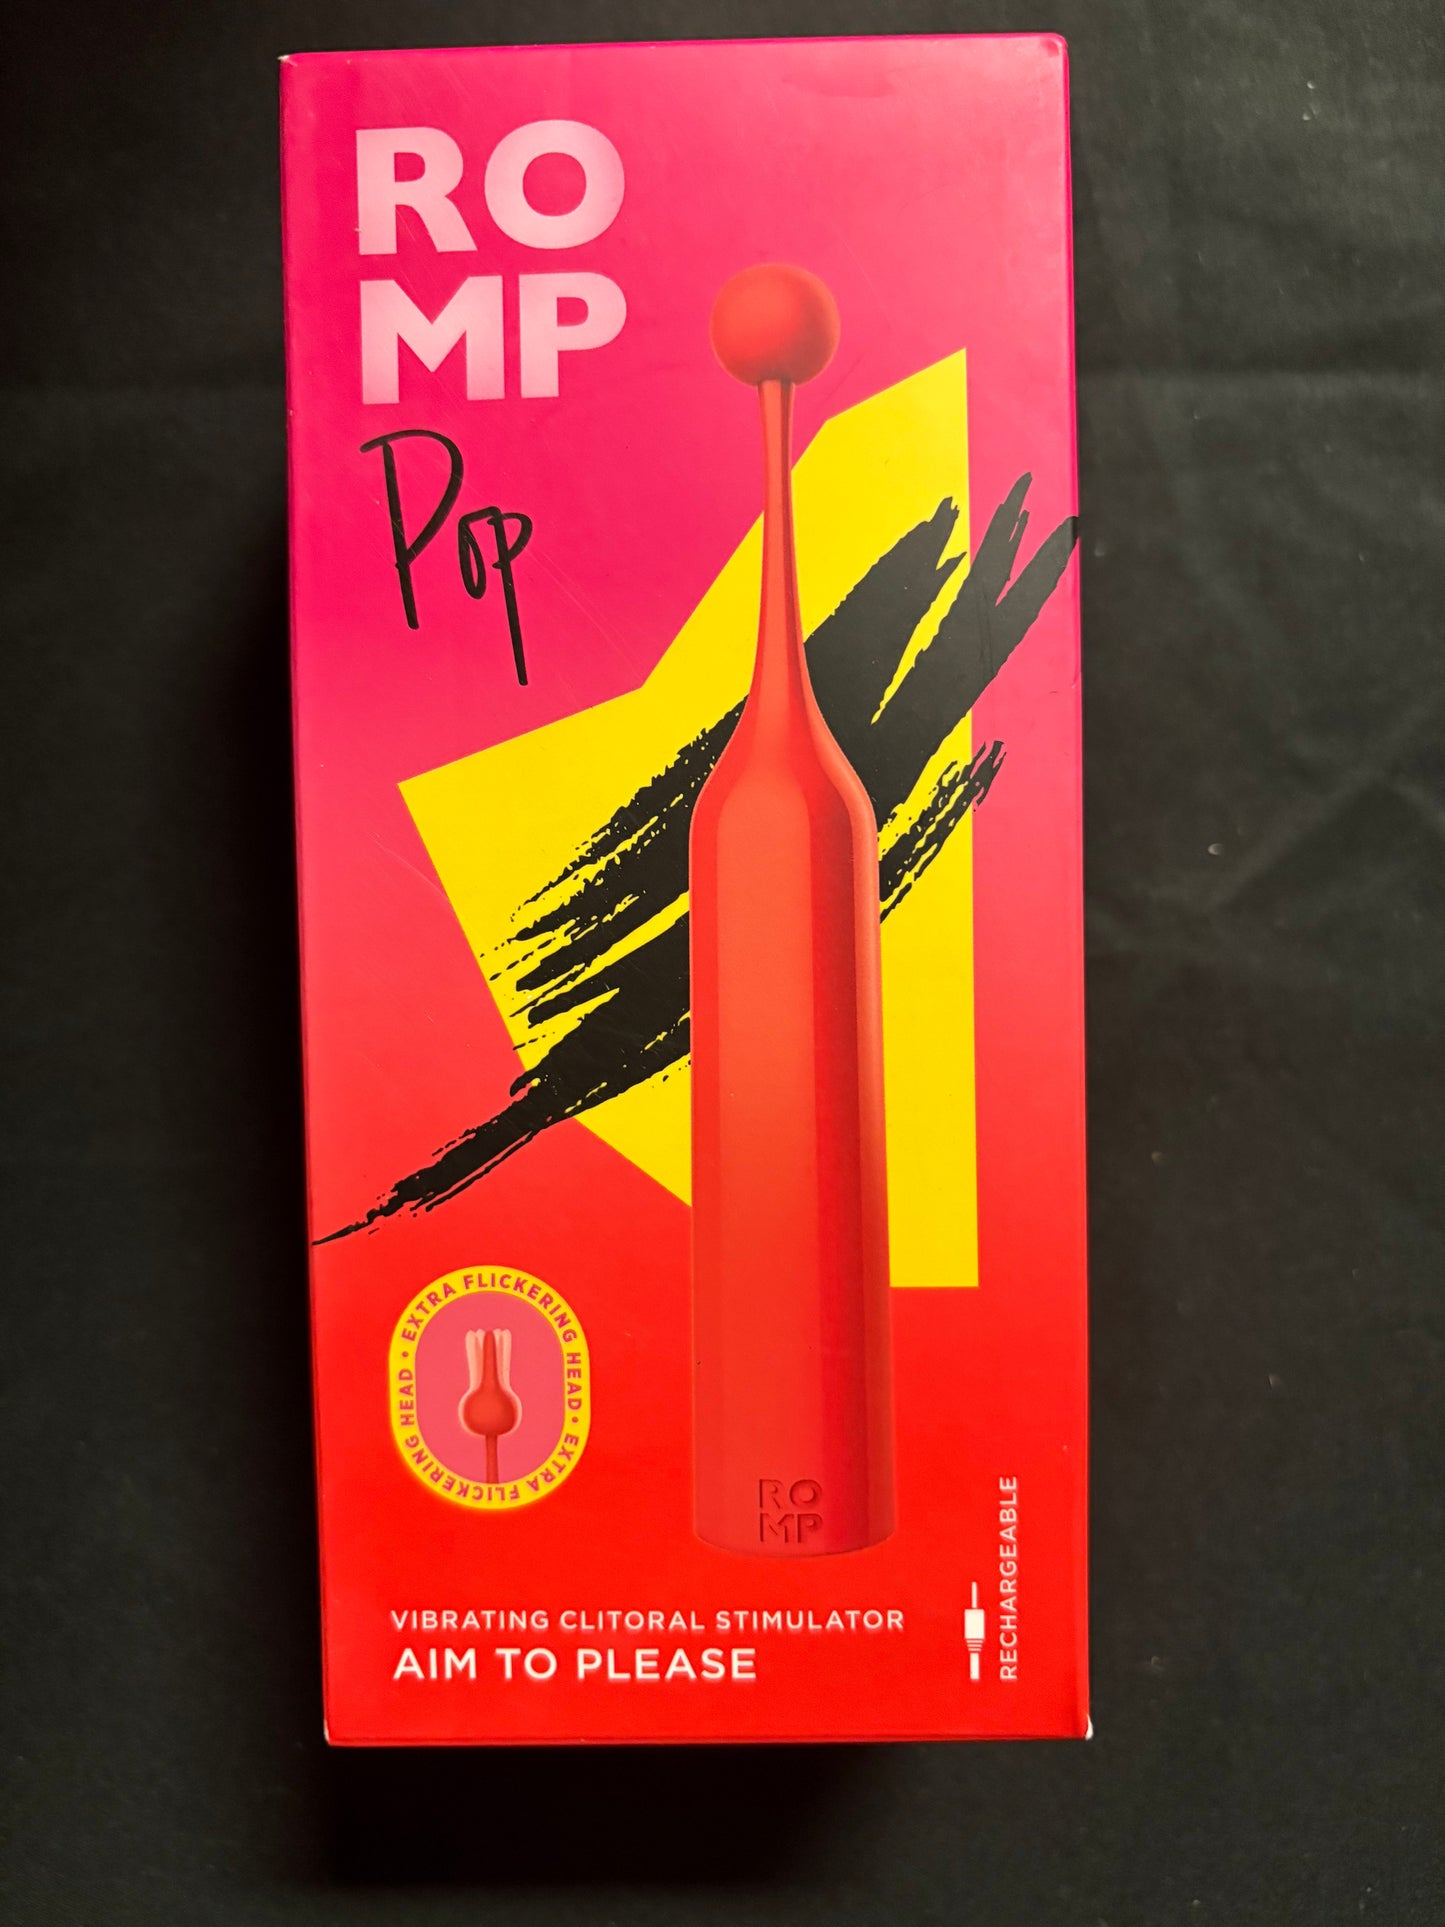 RO
MP
Pop
EXTRA FLICKERING HEAD • EXTRA FLICKERING HEAD •
RO
MP
VIBRATING CLITORAL STIMULATOR
AIM TO PLEASE
RECHARGEABLE